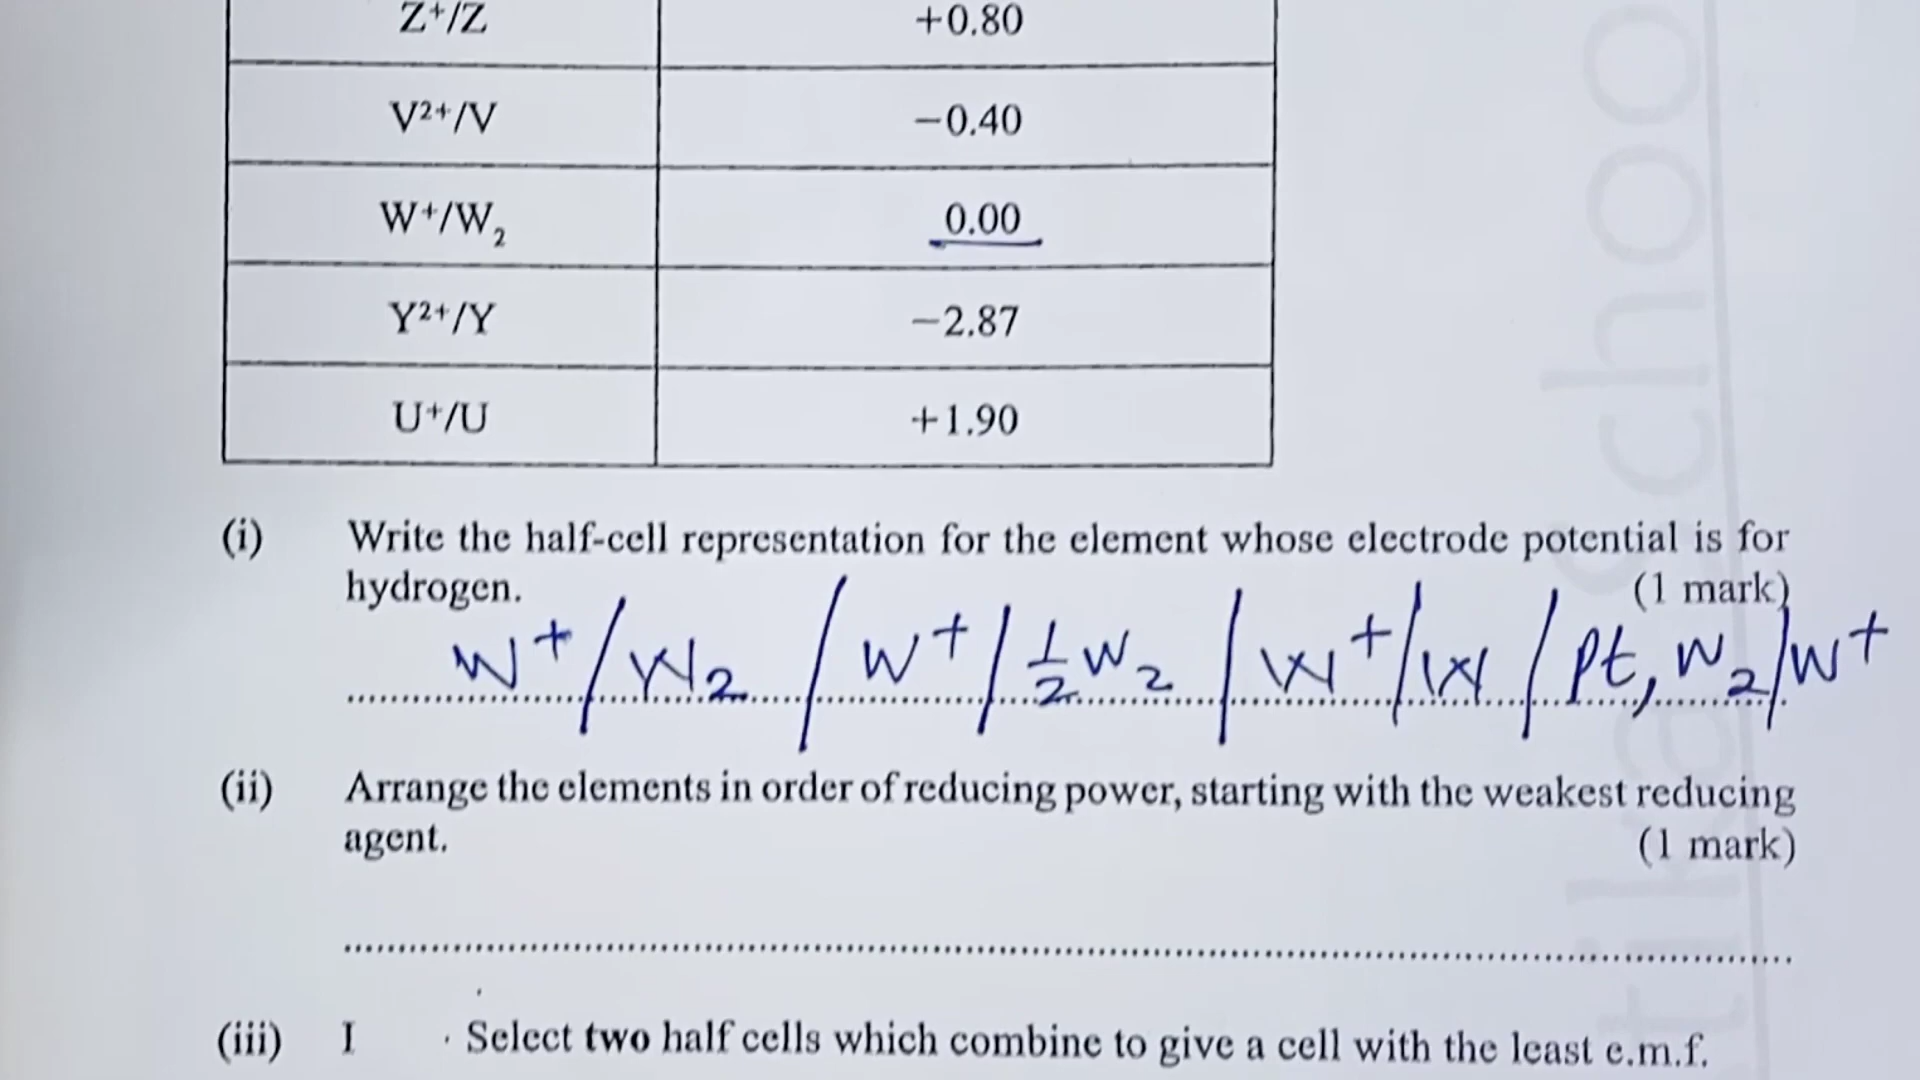 Z⁺/Z +0.80
V²⁺/V −0.40
W⁺/W₂ 0.00
Y²⁺/Y −2.87
U⁺/U +1.90
(i) Write the half-cell representation for the element whose electrode potential is for
hydrogen. (1 mark)
W⁺/W₂ / W⁺/½W₂ / W⁺/W / Pt, W₂/W⁺
(ii) Arrange the elements in order of reducing power, starting with the weakest reducing
agent. (1 mark)
(iii) I Select two half cells which combine to give a cell with the least e.m.f.